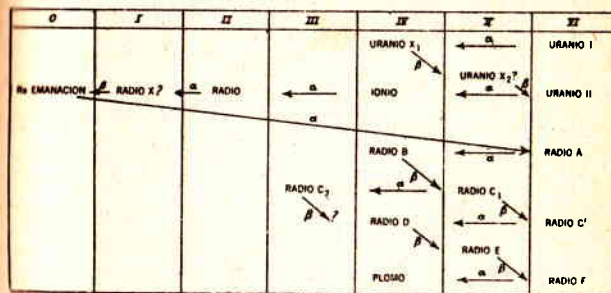 0 I II III IV V VI
URANIO X₁ α URANIO I
β URANIO X₂?
Ra EMANACION β RADIO X? α RADIO α IONIO α β URANIO II
α
RADIO B α RADIO A
β
RADIO C₂ α RADIO C₁
β ? β α RADIO C'
RADIO D
β RADIO E
PLOMO α β RADIO F